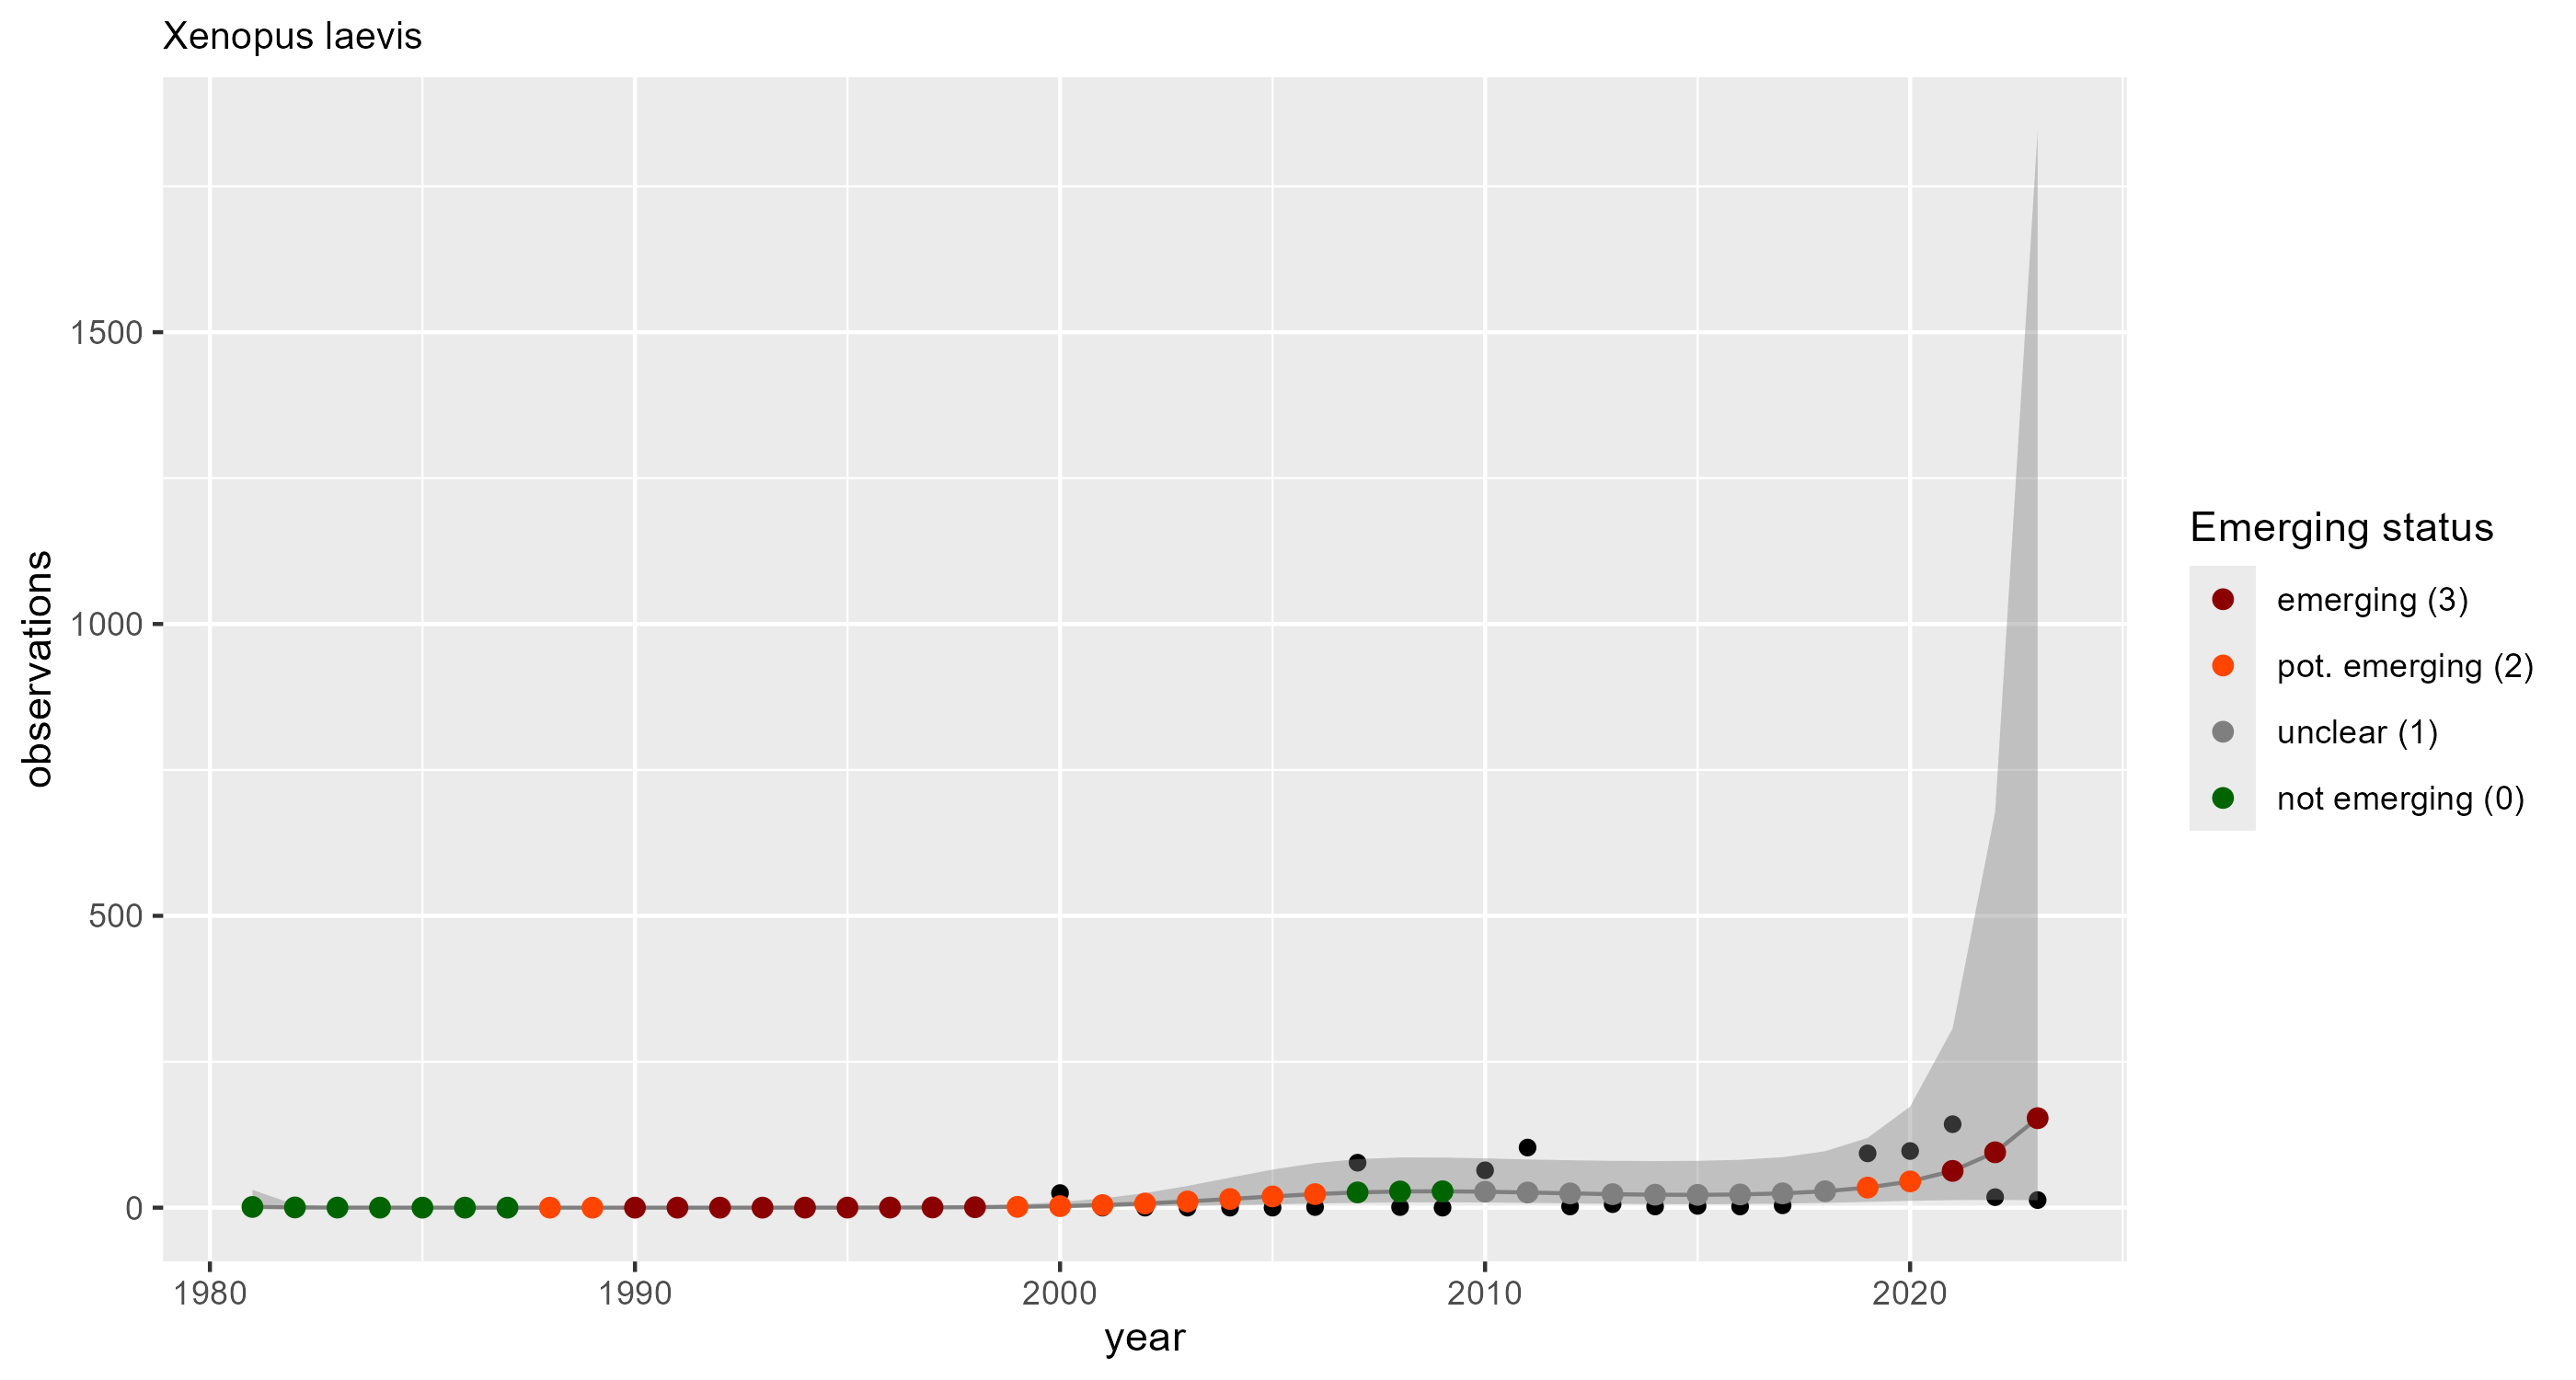 Xenopus laevis
observations
1500
1000
500
0
1980
1990
2000
2010
2020
year
Emerging status
emerging (3)
pot. emerging (2)
unclear (1)
not emerging (0)